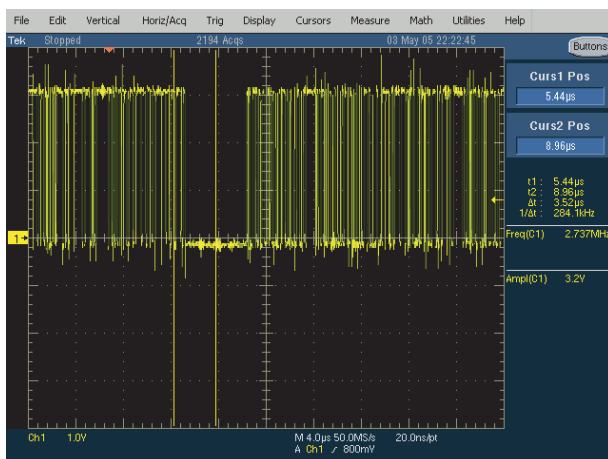 File Edit Vertical Horiz/Acq Trig Display Cursors Measure Math Utilities Help
Tek Stopped 2194 Acqs 03 May 05 22:22:45
Buttons
Curs1 Pos
5.44µs
Curs2 Pos
8.96µs
t1 : 5.44µs
t2 : 8.96µs
Δt : 3.52µs
1/Δt : 284.1kHz
Freq(C1) 2.737MHz
Ampl(C1) 3.2V
1
Ch1 1.0V M 4.0µs 50.0MS/s 20.0ns/pt
A Ch1 ∕ 800mV